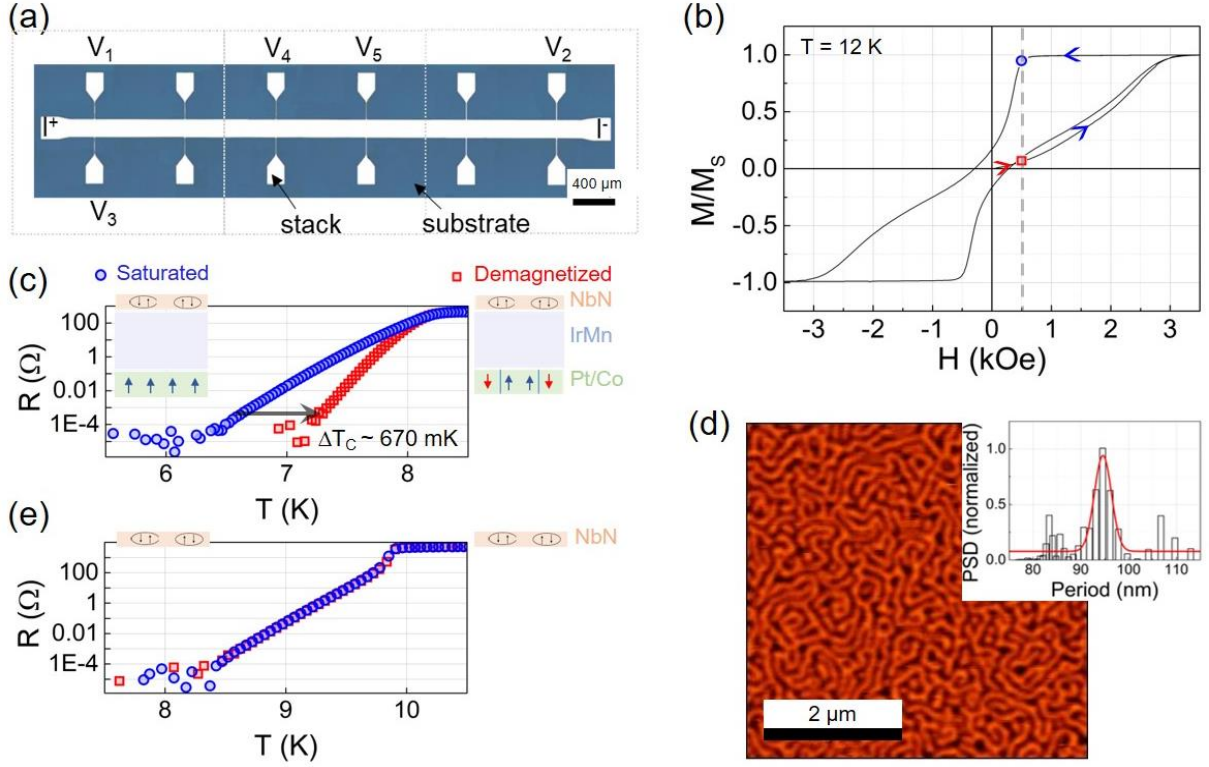 (a)
V1 V4 V5 V2
I+
I-
V3
stack
substrate
400 µm
(b)
T = 12 K
1.0
0.5
0.0
-0.5
-1.0
M/MS
-3 -2 -1 0 1 2 3
H (kOe)
(c)
Saturated
Demagnetized
NbN
IrMn
Pt/Co
100
1
0.01
1E-4
R (Ω)
ΔTC ~ 670 mK
6 7 8
T (K)
(d)
2 µm
PSD (normalized)
1.0
0.5
0.0
80 90 100 110
Period (nm)
(e)
NbN
100
1
0.01
1E-4
R (Ω)
8 9 10
T (K)